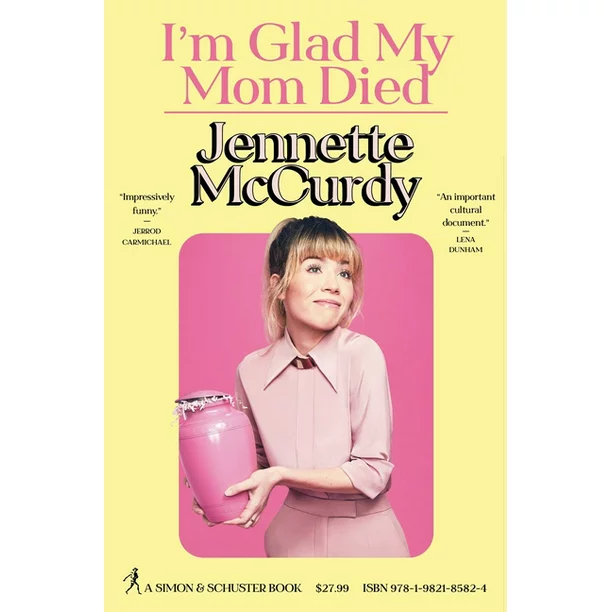 I'm Glad My
Mom Died
Jennette
McCurdy
"Impressively
funny."
—
JERROD
CARMICHAEL
"An important
cultural
document."
—
LENA
DUNHAM
A SIMON & SCHUSTER BOOK $27.99 ISBN 978-1-9821-8582-4